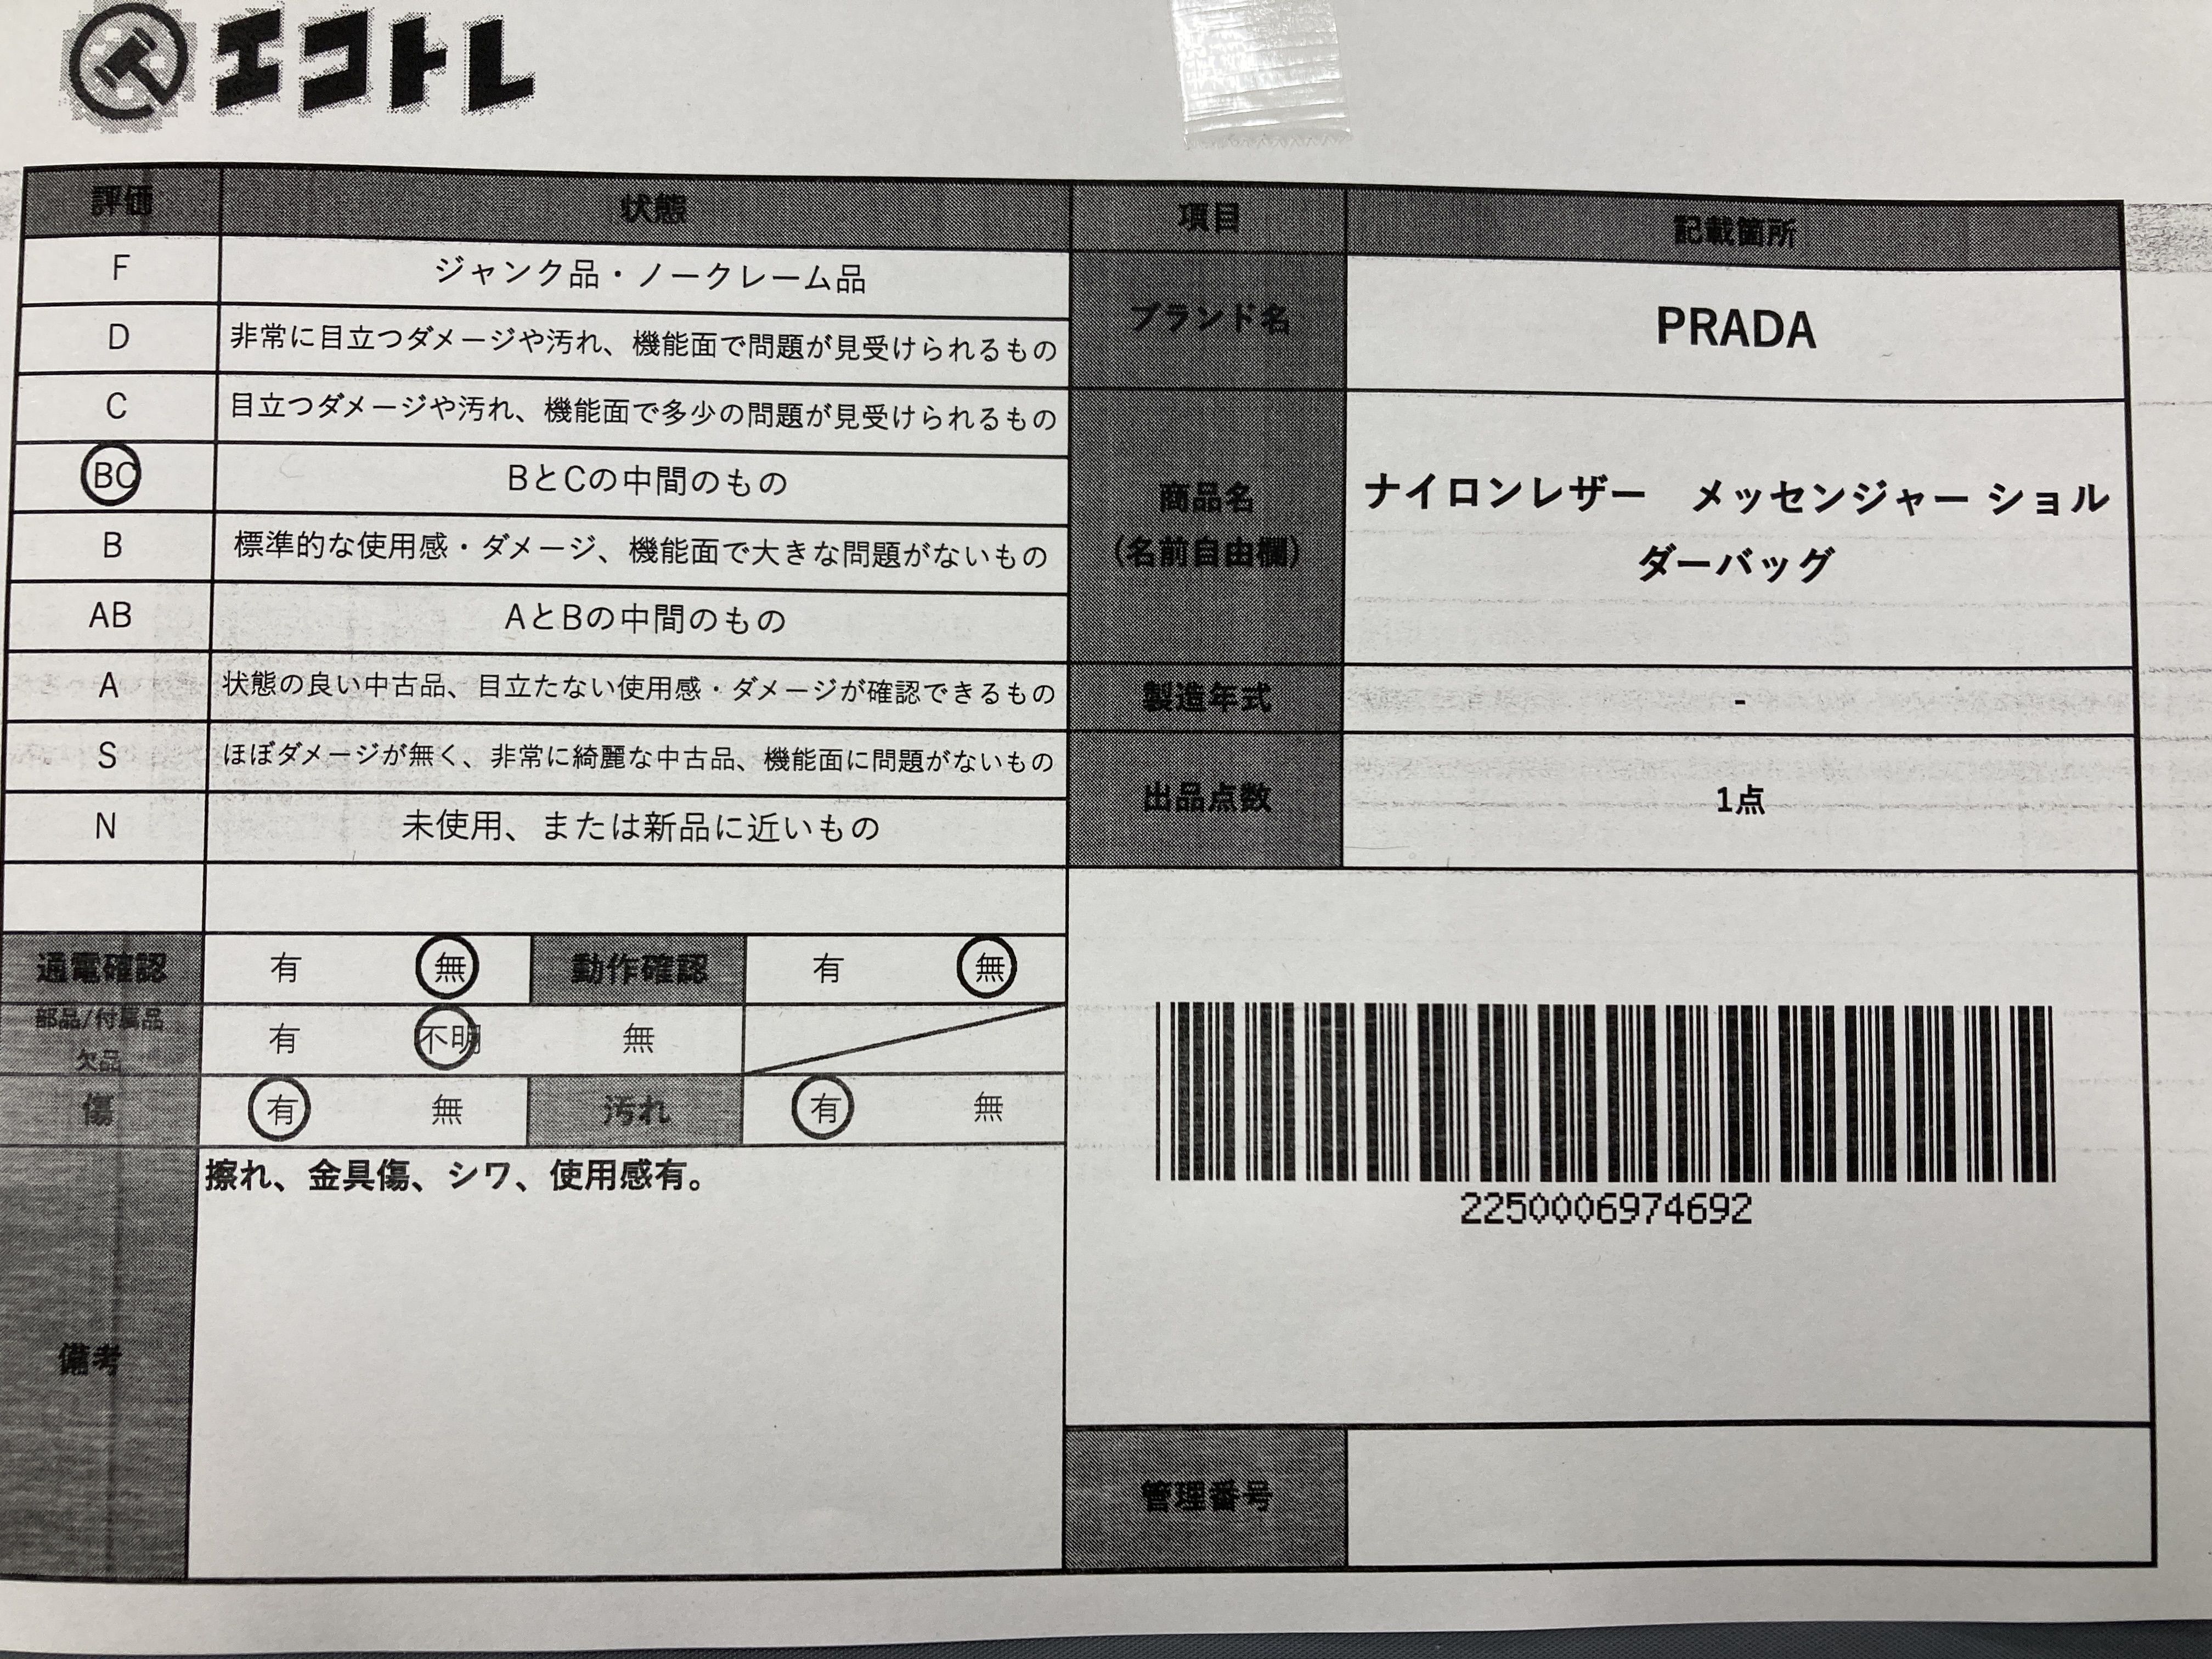 エコトレ
評価 状態 項目 記載箇所
F ジャンク品・ノークレーム品
D 非常に目立つダメージや汚れ、機能面で問題が見受けられるもの
ブランド名 PRADA
C 目立つダメージや汚れ、機能面で多少の問題が見受けられるもの
BC BとCの中間のもの
B 標準的な使用感・ダメージ、機能面で大きな問題がないもの
AB AとBの中間のもの
商品名
(名前自由欄)
ナイロンレザー　メッセンジャー ショル
ダーバッグ
A 状態の良い中古品、目立たない使用感・ダメージが確認できるもの
製造年式 -
S ほぼダメージが無く、非常に綺麗な中古品、機能面に問題がないもの
N 未使用、または新品に近いもの
出品点数 1点
通電確認 有 無 動作確認 有 無
部品/付属品
欠品
有 不明 無
傷 有 無 汚れ 有 無
備考
擦れ、金具傷、シワ、使用感有。
2250006974692
管理番号